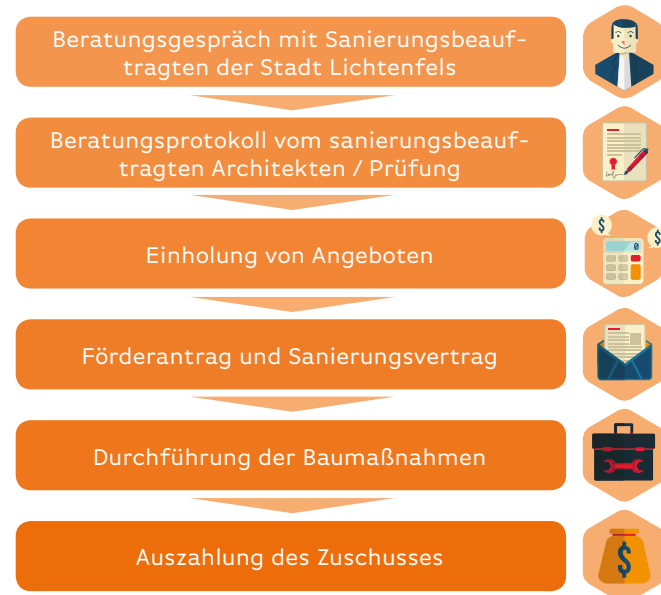 Beratungsgespräch mit Sanierungsbeauf-
tragten der Stadt Lichtenfels
Beratungsprotokoll vom sanierungsbeauf-
tragten Architekten / Prüfung
Einholung von Angeboten
$
$
0
Förderantrag und Sanierungsvertrag
Durchführung der Baumaßnahmen
Auszahlung des Zuschusses
$